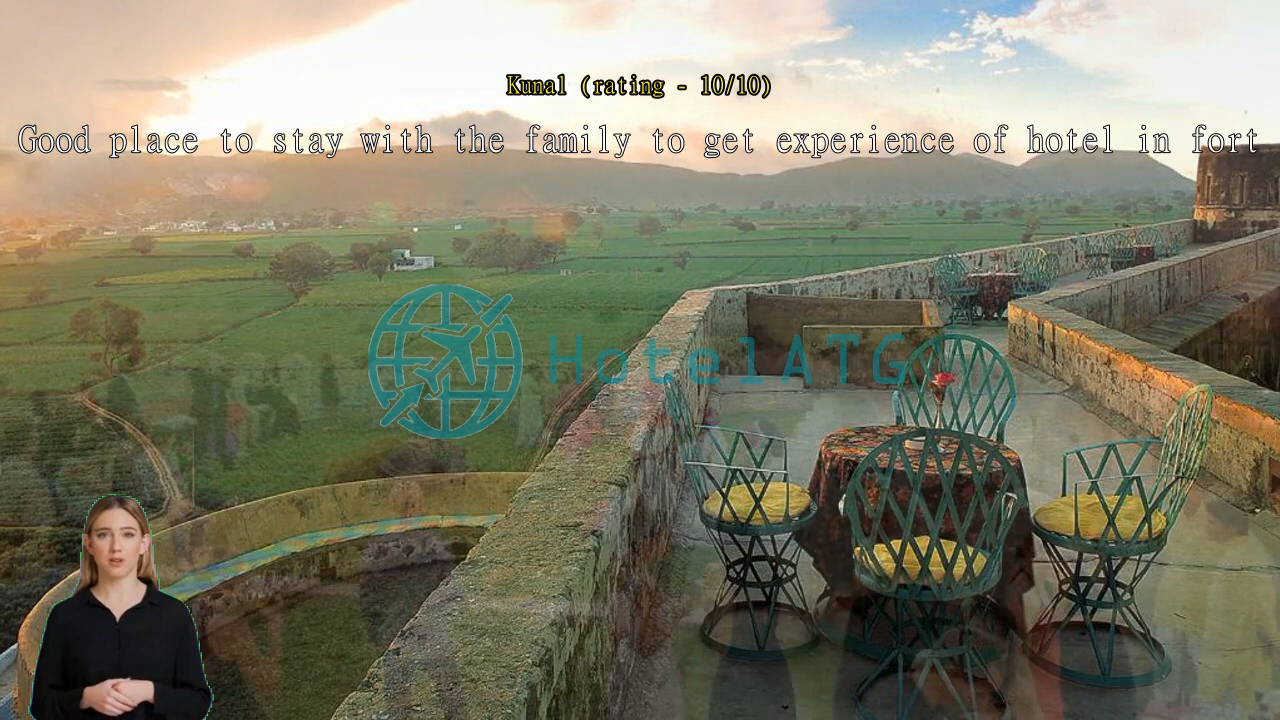 Kunal (rating - 10/10)
Good place to stay with the family to get experience of hotel in fort
HotelATG